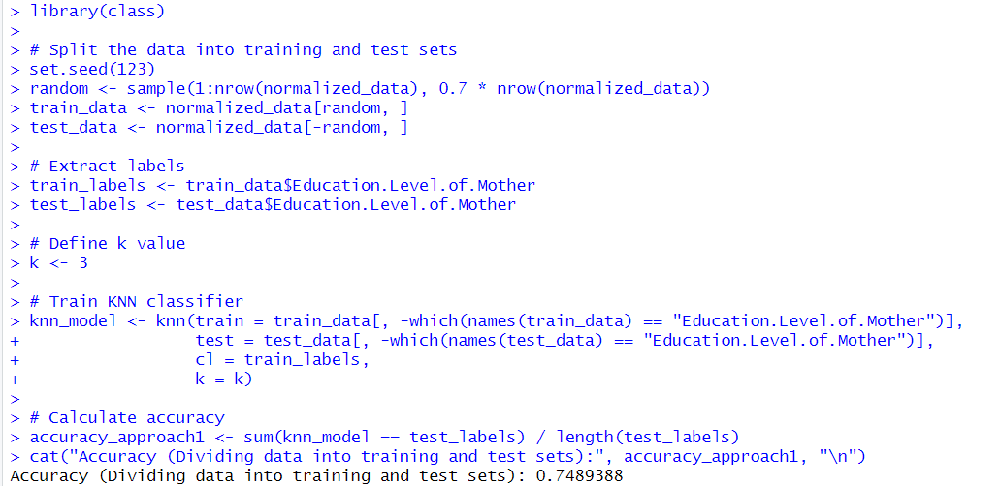 > library(class)
>
> # Split the data into training and test sets
> set.seed(123)
> random <- sample(1:nrow(normalized_data), 0.7 * nrow(normalized_data))
> train_data <- normalized_data[random, ]
> test_data <- normalized_data[-random, ]
>
> # Extract labels
> train_labels <- train_data$Education.Level.of.Mother
> test_labels <- test_data$Education.Level.of.Mother
>
> # Define k value
> k <- 3
>
> # Train KNN classifier
> knn_model <- knn(train = train_data[, -which(names(train_data) == "Education.Level.of.Mother")],
+                  test = test_data[, -which(names(test_data) == "Education.Level.of.Mother")],
+                  cl = train_labels,
+                  k = k)
>
> # Calculate accuracy
> accuracy_approach1 <- sum(knn_model == test_labels) / length(test_labels)
> cat("Accuracy (Dividing data into training and test sets):", accuracy_approach1, "\n")
Accuracy (Dividing data into training and test sets): 0.7489388